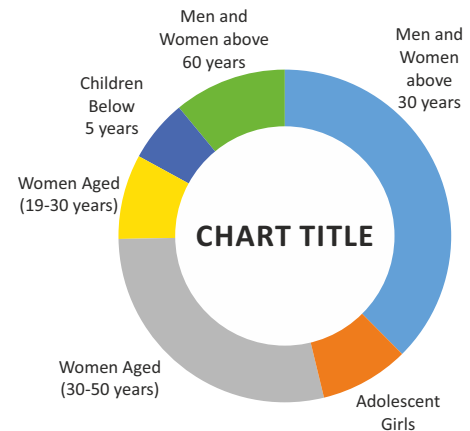 Men and
Women above
60 years
Men and
Women
above
30 years
Children
Below
5 years
Women Aged
(19-30 years)
CHART TITLE
Women Aged
(30-50 years)
Adolescent
Girls